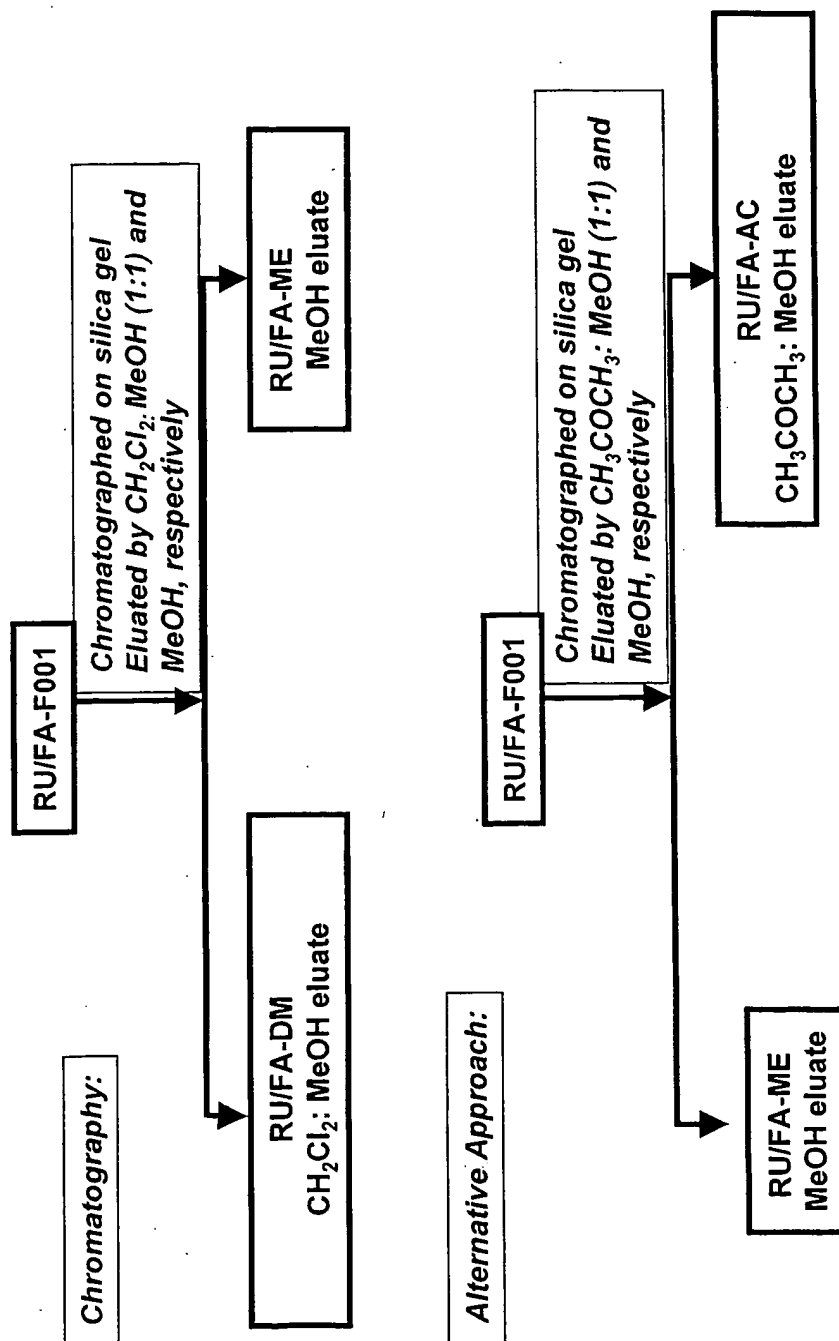 Chromatography:
RU/FA-F001
Chromatographed on silica gel
Eluated by CH₂Cl₂: MeOH (1:1) and
MeOH, respectively
RU/FA-DM
CH₂Cl₂: MeOH eluate
RU/FA-ME
MeOH eluate
Alternative Approach:
RU/FA-F001
Chromatographed on silica gel
Eluated by CH₃COCH₃: MeOH (1:1) and
MeOH, respectively
RU/FA-ME
MeOH eluate
RU/FA-AC
CH₃COCH₃: MeOH eluate